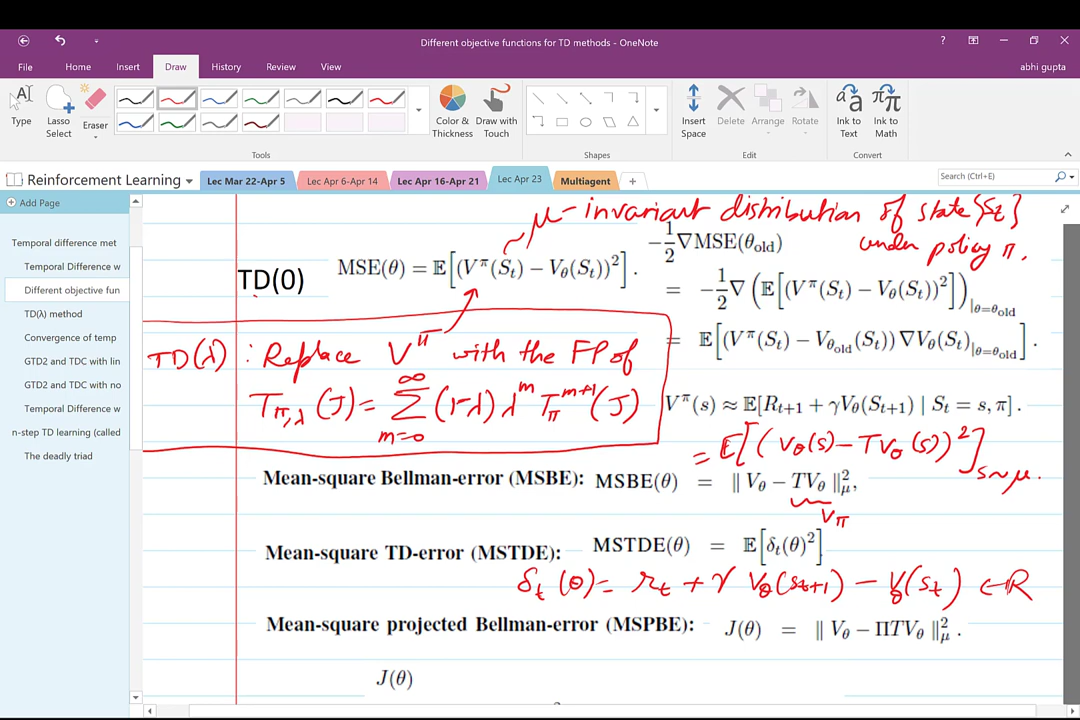 Different objective functions for TD methods - OneNote
?
File
Home
Insert
Draw
History
Review
View
abhi gupta
Type
Lasso
Select
Eraser
Color &
Thickness
Draw with
Touch
Insert
Space
Delete
Arrange
Rotate
Ink to
Text
Ink to
Math
Tools
Shapes
Edit
Convert
Reinforcement Learning
Lec Mar 22-Apr 5
Lec Apr 6-Apr 14
Lec Apr 16-Apr 21
Lec Apr 23
Multiagent
+
Search (Ctrl+E)
Add Page
Temporal difference met
Temporal Difference w
Different objective fun
TD(λ) method
Convergence of temp
GTD2 and TDC with lin
GTD2 and TDC with no
Temporal Difference w
n-step TD learning (called
The deadly triad
μ - invariant distribution of state {St}
under policy π.
TD(0)
MSE(θ) = 𝔼[(V^π(S_t) − V_θ(S_t))²] .
−½∇MSE(θ_old)
= −½∇ (𝔼[(V^π(S_t) − V_θ(S_t))²])|θ=θ_old
= 𝔼[(V^π(S_t) − V_θ_old(S_t))∇V_θ(S_t)|θ=θ_old] .
TD(λ) : Replace V^π with the FP of
T_π,λ (J) = Σ_{m=0}^∞ (1-λ) λ^m T_π^{m+1} (J)
V^π(s) ≈ 𝔼[R_{t+1} + γV_θ(S_{t+1}) | S_t = s, π] .
= E[(V_θ(s) − TV_θ(s))²]_{s~μ} .
Mean-square Bellman-error (MSBE): MSBE(θ) = ‖ V_θ − TV_θ ‖²_μ,
V_π
Mean-square TD-error (MSTDE): MSTDE(θ) = 𝔼[δ_t(θ)²]
δ_t (θ) = r_t + γ V_θ(s_{t+1}) − V_θ(s_t) ∈ R
Mean-square projected Bellman-error (MSPBE): J(θ) = ‖ V_θ − ΠTV_θ ‖²_μ .
J(θ)